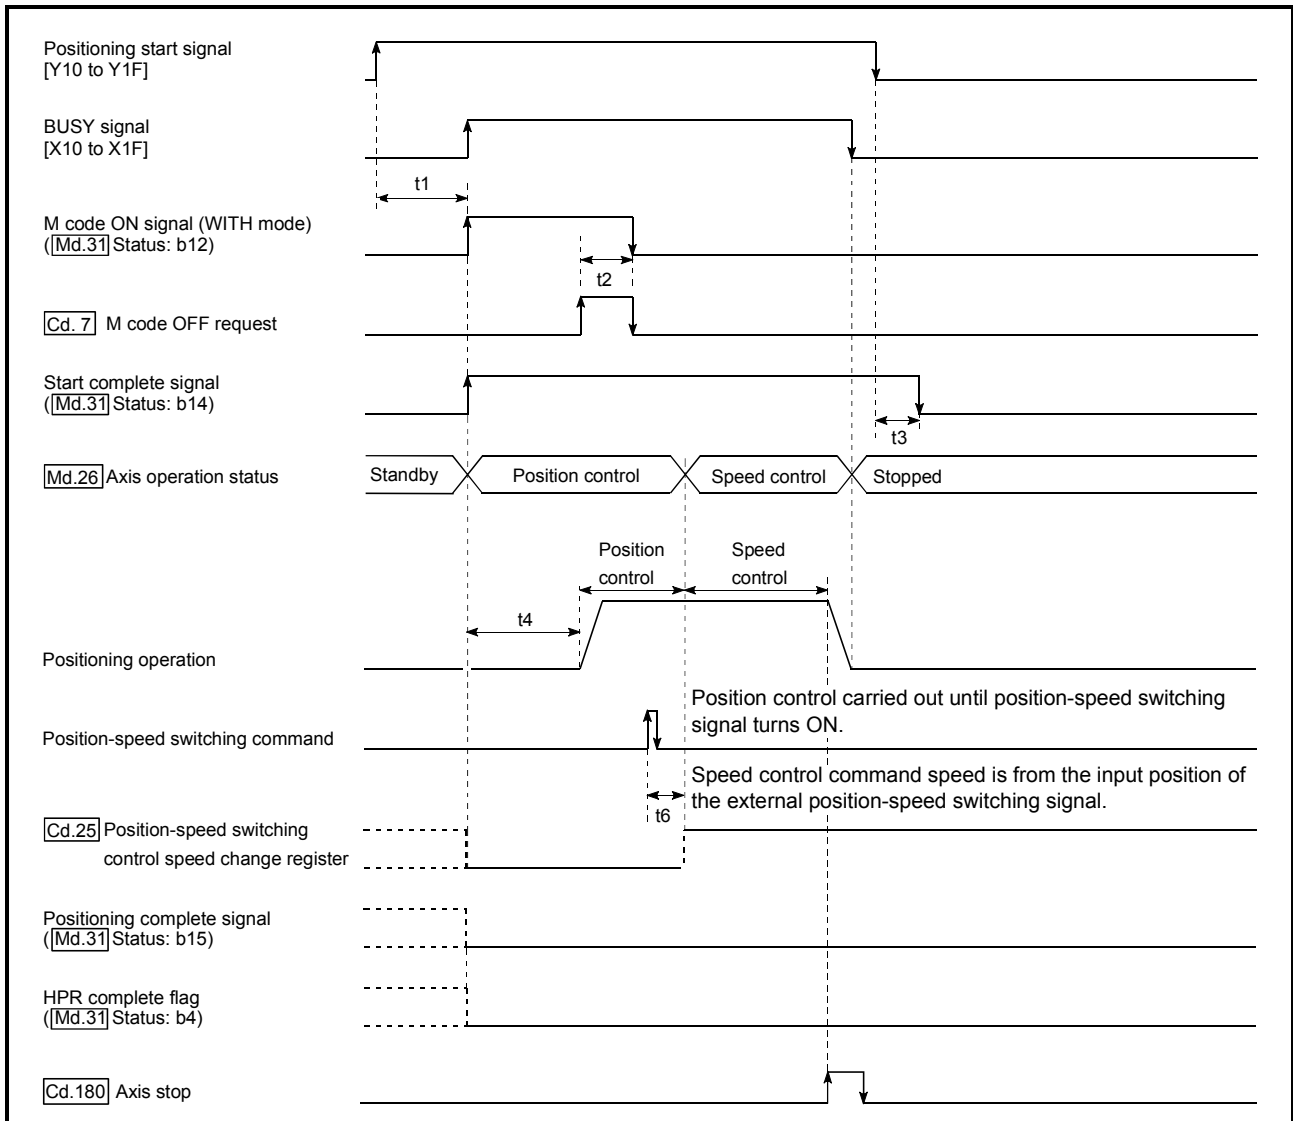 Positioning start signal
[Y10 to Y1F]
BUSY signal
[X10 to X1F]
t1
M code ON signal (WITH mode)
(Md.31 Status: b12)
t2
Cd. 7 M code OFF request
Start complete signal
(Md.31 Status: b14)
t3
Md.26 Axis operation status
Standby
Position control
Speed control
Stopped
Position
control
Speed
control
t4
Positioning operation
Position control carried out until position-speed switching
signal turns ON.
Position-speed switching command
Speed control command speed is from the input position of
the external position-speed switching signal.
t6
Cd.25 Position-speed switching
control speed change register
Positioning complete signal
(Md.31 Status: b15)
HPR complete flag
(Md.31 Status: b4)
Cd.180 Axis stop